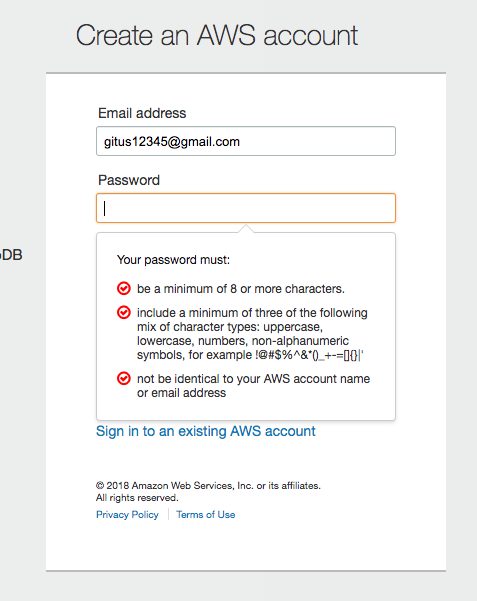 Create an AWS account
Email address
gitus12345@gmail.com
Password
DB
Your password must:
be a minimum of 8 or more characters.
include a minimum of three of the following
mix of character types: uppercase,
lowercase, numbers, non-alphanumeric
symbols, for example !@#$%^&*()_+-=[]{}|'
not be identical to your AWS account name
or email address
Sign in to an existing AWS account
© 2018 Amazon Web Services, Inc. or its affiliates.
All rights reserved.
Privacy Policy | Terms of Use